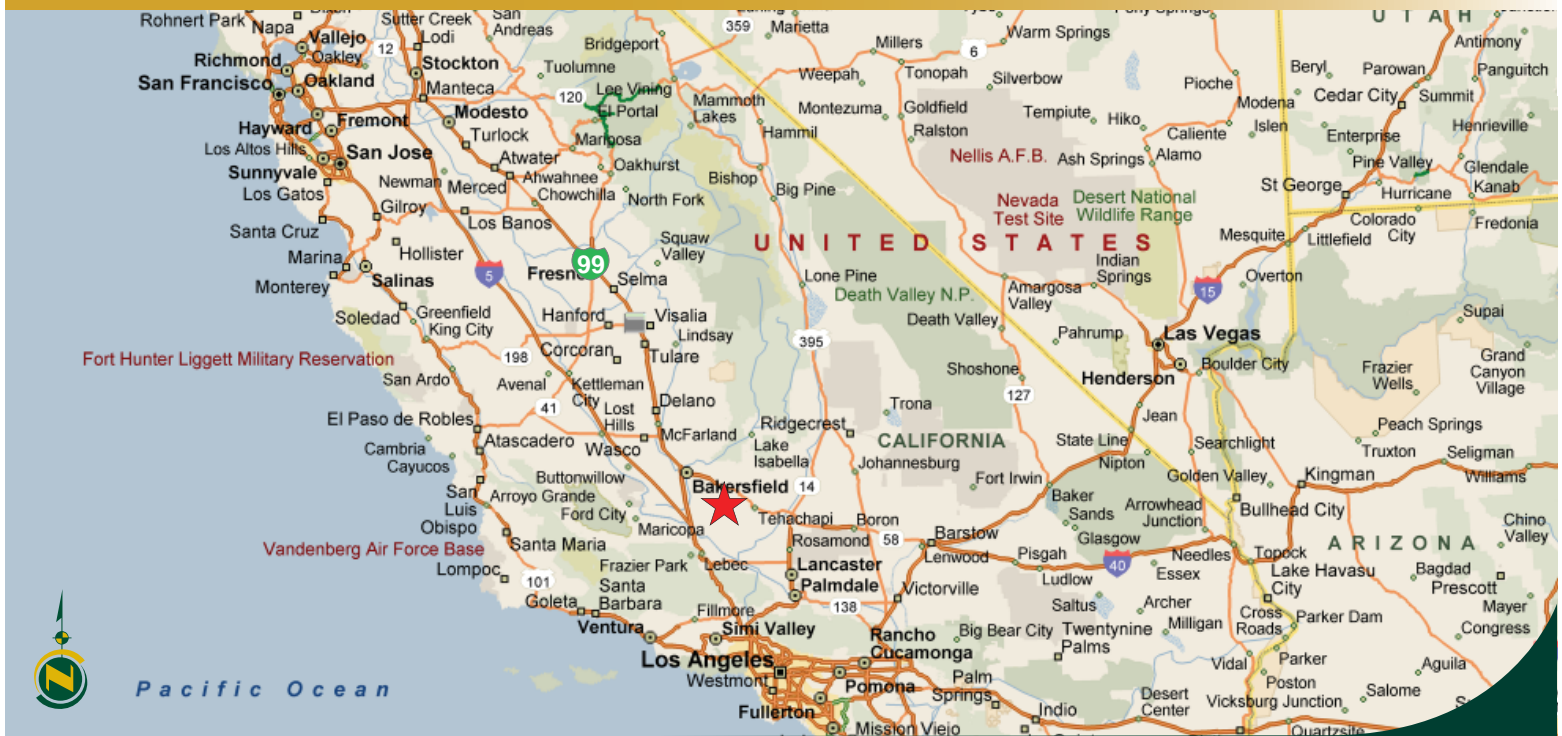 Rohnert Park
Napa
Sutter Creek
San
Andreas
359
Marietta
Millers
6
Warm Springs
U T A H
Antimony
Vallejo
Oakley
12
Lodi
Bridgeport
Richmond
Stockton
Tuolumne
Weepah
Tonopah
Silverbow
Pioche
Beryl
Parowan
Panguitch
San Francisco
Oakland
Manteca
120
Lee Vining
El Portal
Mammoth
Lakes
Montezuma
Goldfield
Tempiute
Hiko
Modena
Cedar City
Summit
Hayward
Fremont
Modesto
Turlock
Mariposa
Hammil
Ralston
Caliente
Islen
Enterprise
Henrieville
Los Altos Hills
San Jose
Atwater
Oakhurst
Nellis A.F.B.
Ash Springs
Alamo
Pine Valley
Glendale
Sunnyvale
Los Gatos
Newman
Merced
Ahwahnee
Chowchilla
North Fork
Bishop
Big Pine
Nevada
Test Site
Desert National
Wildlife Range
St George
Hurricane
Kanab
Gilroy
Los Banos
Colorado
City
Fredonia
Santa Cruz
Hollister
Squaw
Valley
U N I T E D S T A T E S
Mesquite
Littlefield
Marina
Monterey
Salinas
5
99
Selma
Lone Pine
Death Valley N.P.
Indian
Springs
Amargosa
Valley
15
Overton
Soledad
Greenfield
King City
Hanford
Visalia
Lindsay
Death Valley
Pahrump
Las Vegas
Supai
Fort Hunter Liggett Military Reservation
198
Corcoran
Tulare
395
Boulder City
Grand
Canyon
Village
San Ardo
Avenal
Kettleman
City
Shoshone
Henderson
Frazier
Wells
El Paso de Robles
41
Lost
Hills
Delano
Trona
127
Jean
Peach Springs
Cambria
Cayucos
Atascadero
Wasco
McFarland
Ridgecrest
Lake
Isabella
CALIFORNIA
Johannesburg
State Line
Nipton
Searchlight
Truxton
Seligman
Buttonwillow
Bakersfield
14
Fort Irwin
Golden Valley
Kingman
Williams
San
Luis
Obispo
Arroyo Grande
Ford City
Maricopa
Tehachapi
Boron
Baker
Sands
Arrowhead
Junction
Bullhead City
Chino
Valley
Vandenberg Air Force Base
Santa Maria
Rosamond
58
Barstow
Glasgow
A R I Z O N A
Lompoc
Frazier Park
Lebec
Lancaster
Lenwood
Pisgah
40
Needles
Topock
101
Santa
Barbara
Palmdale
Victorville
Ludlow
Essex
Lake Havasu
City
Bagdad
Prescott
Goleta
Fillmore
138
Saltus
Archer
Cross
Roads
Parker Dam
Mayer
Congress
Ventura
Simi Valley
Rancho
Cucamonga
Big Bear City
Twentynine
Palms
Milligan
Los Angeles
Westmont
Pomona
Palm
Springs
Vidal
Parker
Poston
Aguila
N
Pacific Ocean
Fullerton
Indio
Desert
Center
Vicksburg Junction
Salome
Mission Viejo
Quartzsite